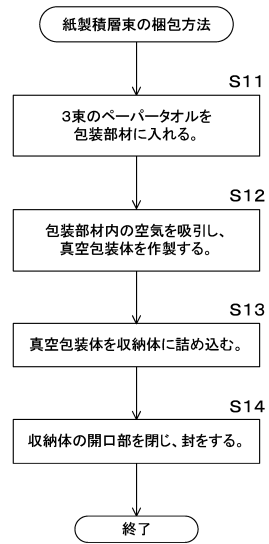 紙製積層束の梱包方法
S11
3束のペーパータオルを
包装部材に入れる。
S12
包装部材内の空気を吸引し、
真空包装体を作製する。
S13
真空包装体を収納体に詰め込む。
S14
収納体の開口部を閉じ、封をする。
終了